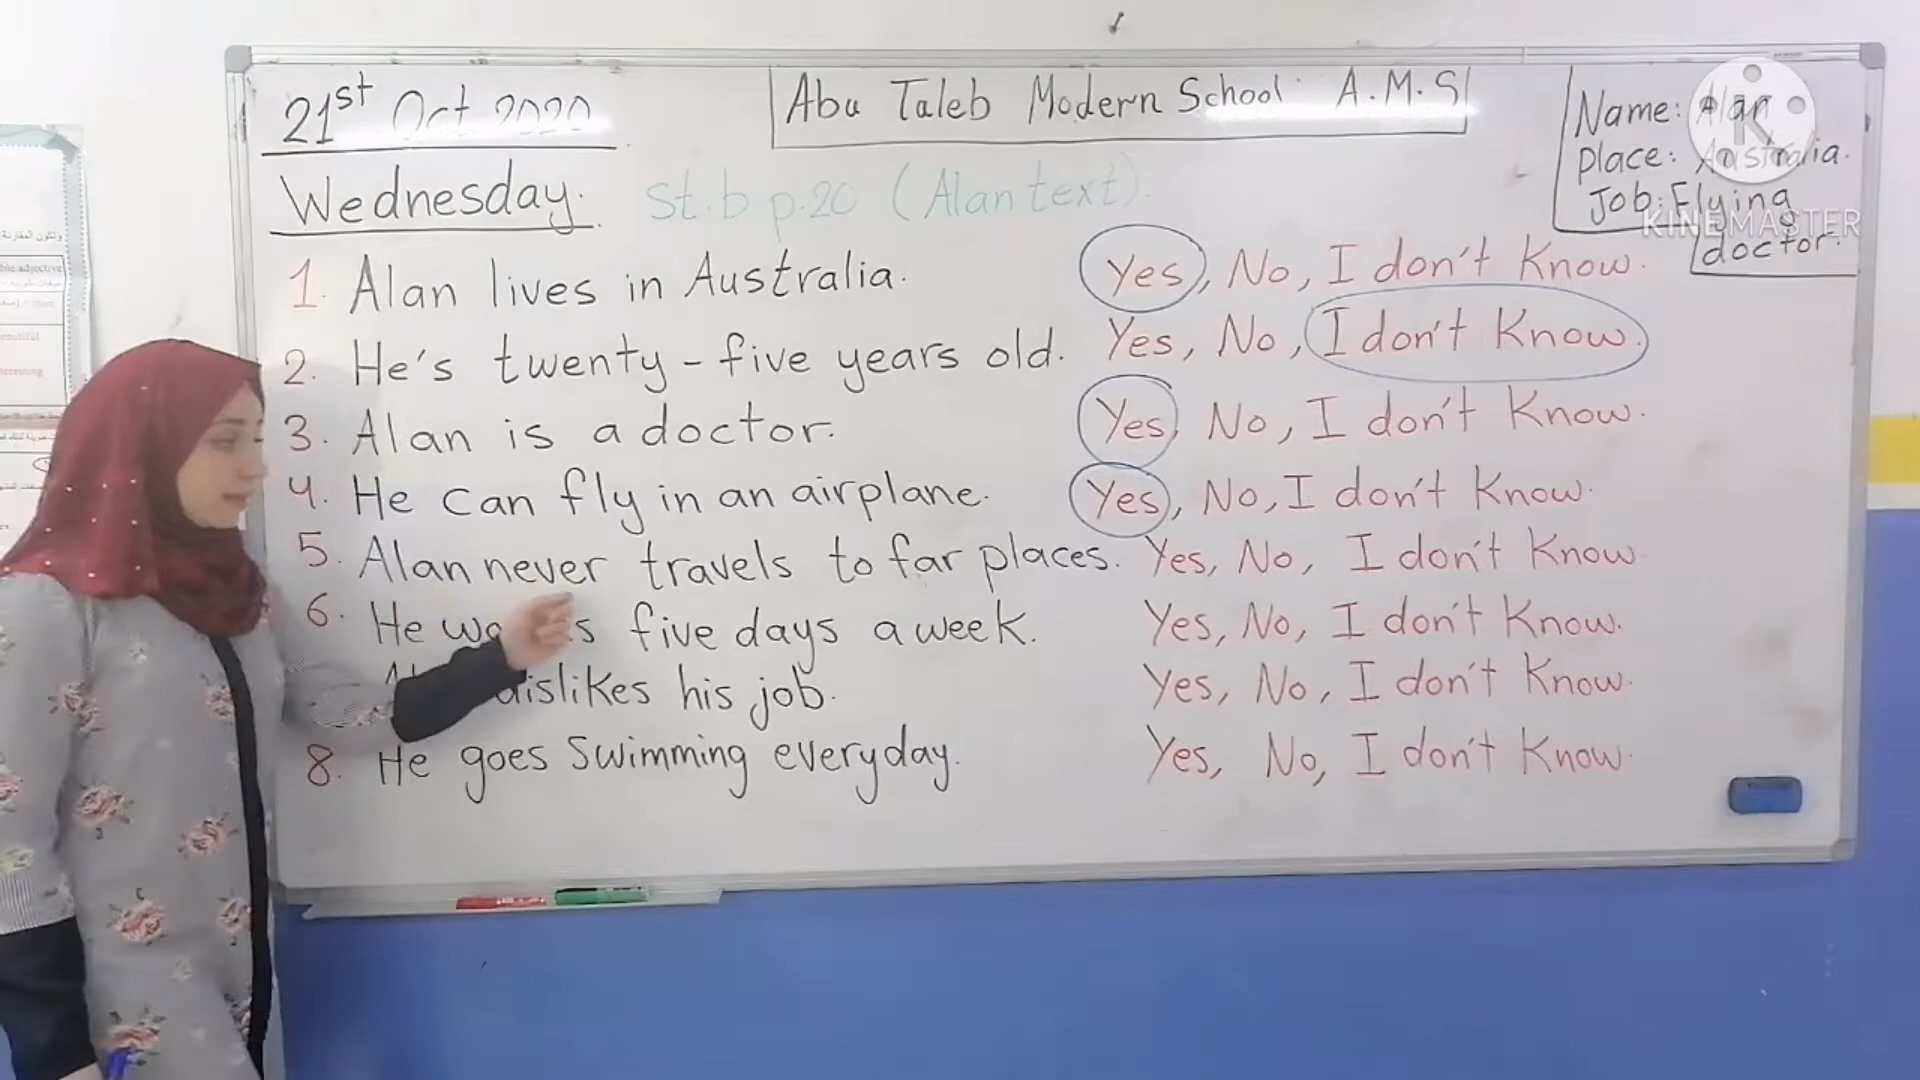 21st Oct 2020
Abu Taleb Modern School A.M.S
Name: Alan
Place: Australia.
Job: Flying
doctor.
KINEMASTER
Wednesday.
St.b p.20 (Alan text).
1. Alan lives in Australia. Yes, No, I don't Know.
2. He's twenty-five years old. Yes, No, I don't Know.
3. Alan is a doctor. Yes, No, I don't Know.
4. He can fly in an airplane. Yes, No, I don't Know.
5. Alan never travels to far places. Yes, No, I don't Know
6. He five days a week. Yes, No, I don't Know.
dislikes his job. Yes, No, I don't Know.
8. He goes swimming everyday. Yes, No, I don't Know.
وتكون المقارنة
ble adjective